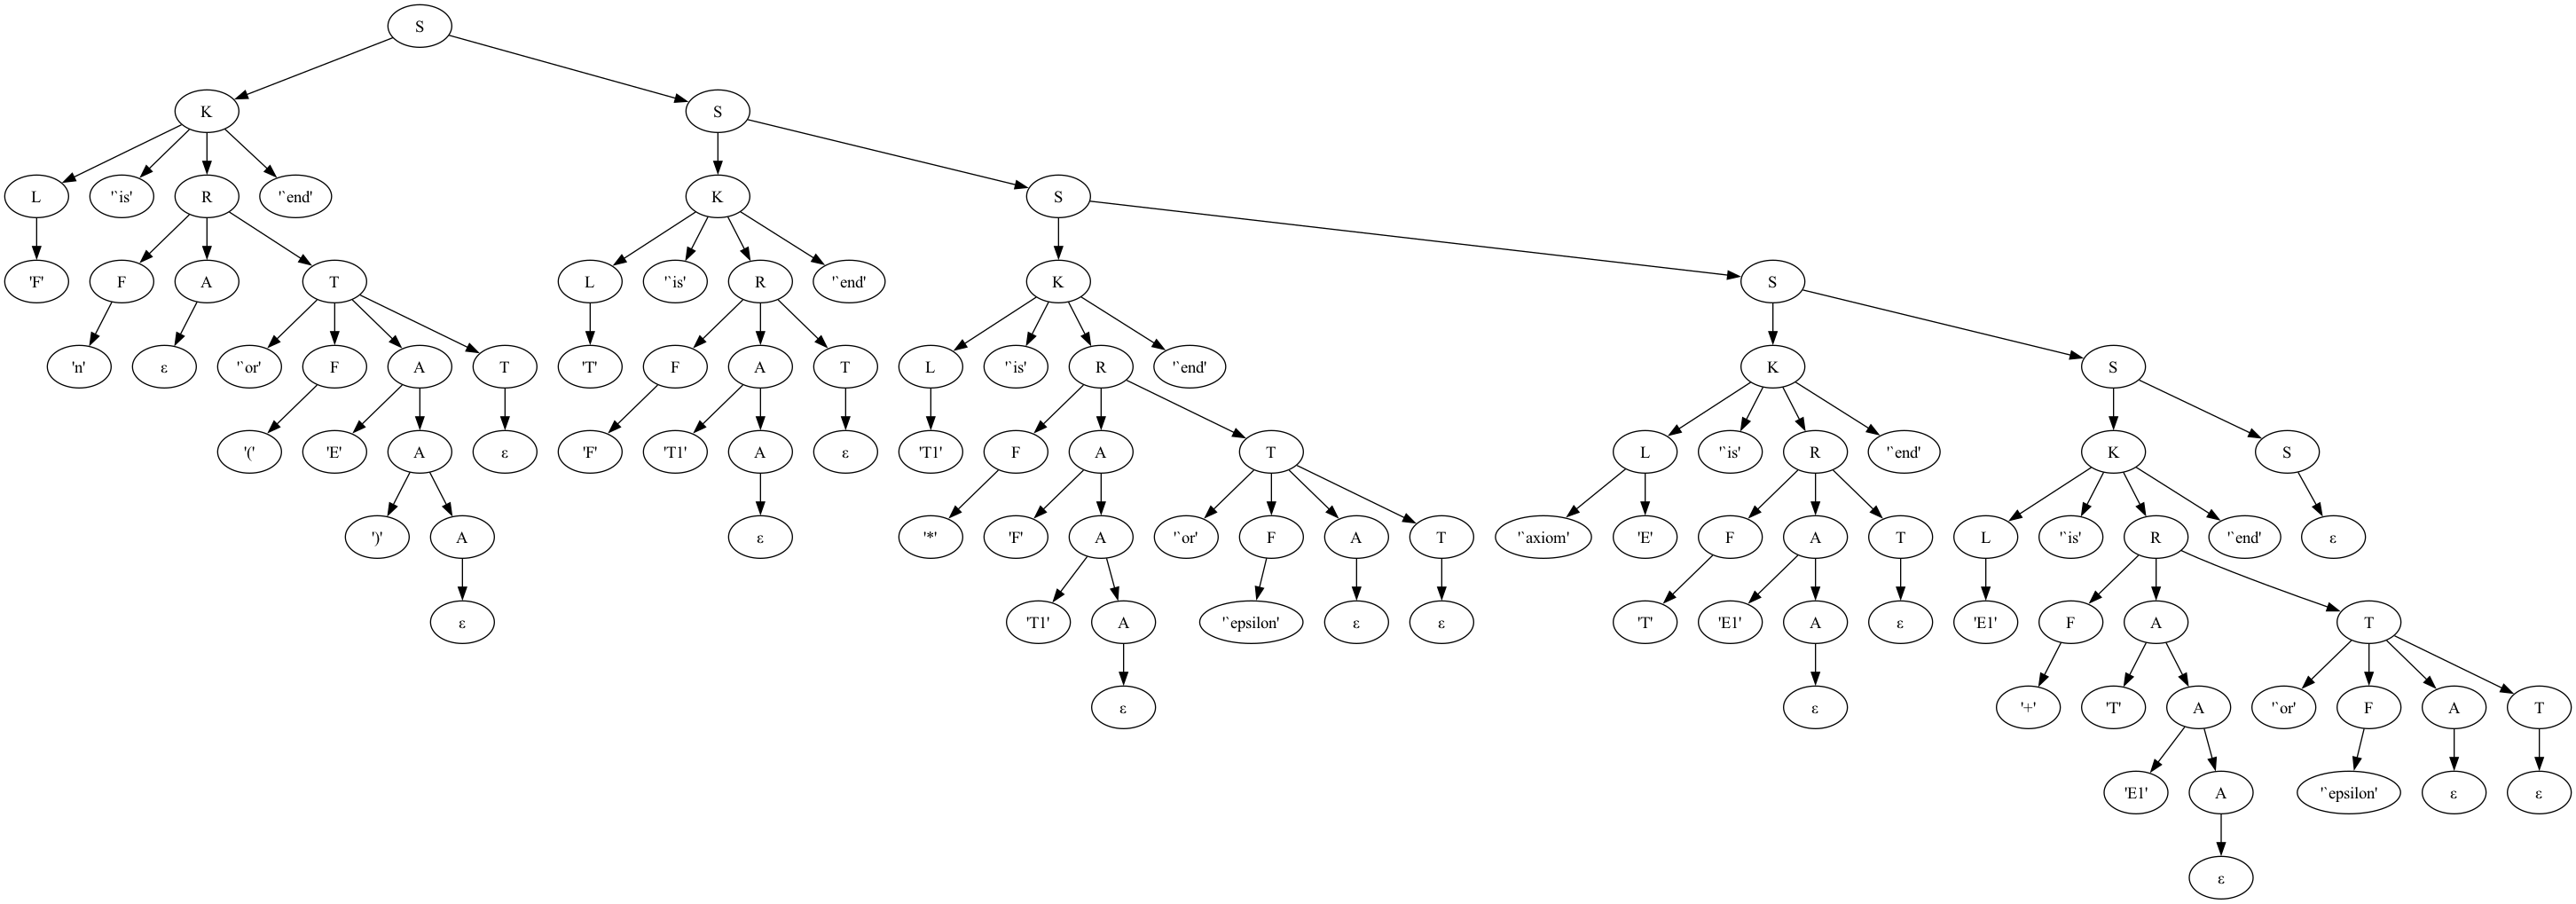 S
K S
L '`is' R '`end' K S
'F' F A T L '`is' R '`end' K S
'n' ε '`or' F A T 'T' F A T L '`is' R '`end' K S
'(' 'E' A ε 'F' 'T1' A ε 'T1' F A T L '`is' R '`end' K S
')' A ε '*' 'F' A '`or' F A T '`axiom' 'E' F A T L '`is' R '`end' ε
ε 'T1' A '`epsilon' ε ε 'T' 'E1' A ε 'E1' F A T
ε ε '+' 'T' A '`or' F A T
'E1' A '`epsilon' ε ε
ε